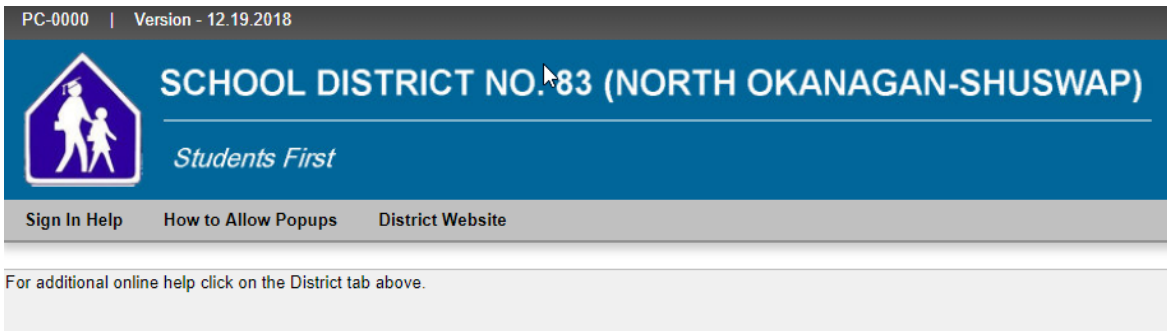 PC-0000 | Version - 12.19.2018
SCHOOL DISTRICT NO. 83 (NORTH OKANAGAN-SHUSWAP)
Students First
Sign In Help How to Allow Popups District Website
For additional online help click on the District tab above.